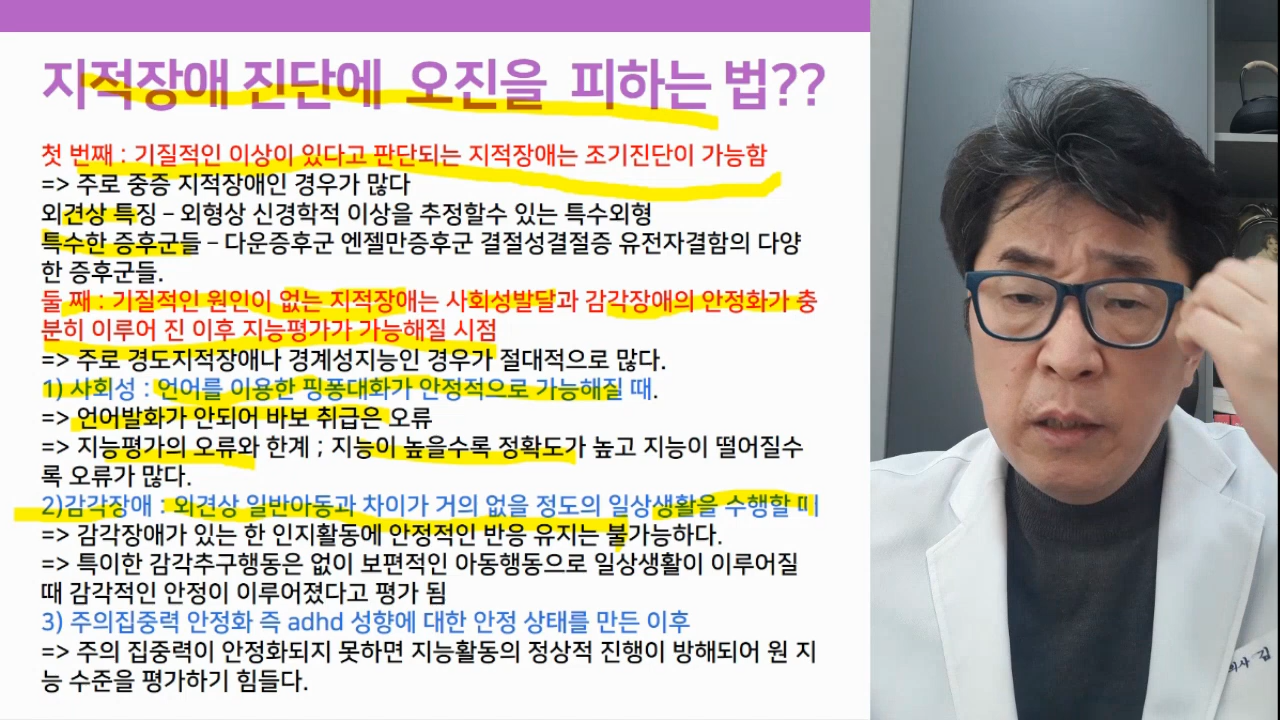 지적장애 진단에 오진을 피하는 법??
첫 번째 : 기질적인 이상이 있다고 판단되는 지적장애는 조기진단이 가능함
=> 주로 중증 지적장애인 경우가 많다
외견상 특징 – 외형상 신경학적 이상을 추정할수 있는 특수외형
특수한 증후군들 – 다운증후군 엔젤만증후군 결절성결절증 유전자결함의 다양
한 증후군들.
둘 째 : 기질적인 원인이 없는 지적장애는 사회성발달과 감각장애의 안정화가 충
분히 이루어 진 이후 지능평가가 가능해질 시점
=> 주로 경도지적장애나 경계성지능인 경우가 절대적으로 많다.
1) 사회성 : 언어를 이용한 핑퐁대화가 안정적으로 가능해질 때.
=> 언어발화가 안되어 바보 취급은 오류
=> 지능평가의 오류와 한계 ; 지능이 높을수록 정확도가 높고 지능이 떨어질수
록 오류가 많다.
2)감각장애 : 외견상 일반아동과 차이가 거의 없을 정도의 일상생활을 수행할
=> 감각장애가 있는 한 인지활동에 안정적인 반응 유지는 불가능하다.
=> 특이한 감각추구행동은 없이 보편적인 아동행동으로 일상생활이 이루어질
때 감각적인 안정이 이루어졌다고 평가 됨
3) 주의집중력 안정화 즉 adhd 성향에 대한 안정 상태를 만든 이후
=> 주의 집중력이 안정화되지 못하면 지능활동의 정상적 진행이 방해되어 원 지
능 수준을 평가하기 힘들다.
의사 김